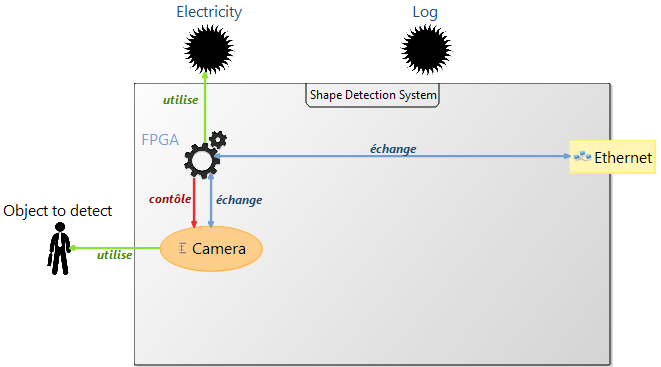 Electricity
Log
Shape Detection System
utilise
FPGA
échange
Ethernet
contôle
échange
Object to detect
Camera
utilise